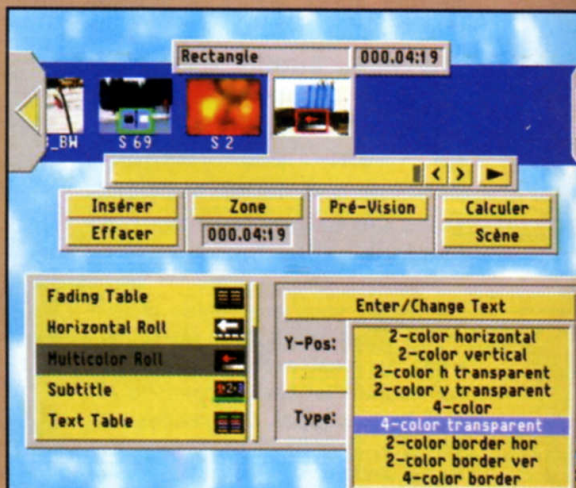 Rectangle 000.04:19
_BW S 69 S 2
Insérer Zone Pré-Vision Calculer
Effacer 000.04:19 Scène
Fading Table
Horizontal Roll
Multicolor Roll
Subtitle
Text Table
Enter/Change Text
Y-Pos:
Type:
2-color horizontal
2-color vertical
2-color h transparent
2-color v transparent
4-color
4-color transparent
2-color border hor
2-color border ver
4-color border